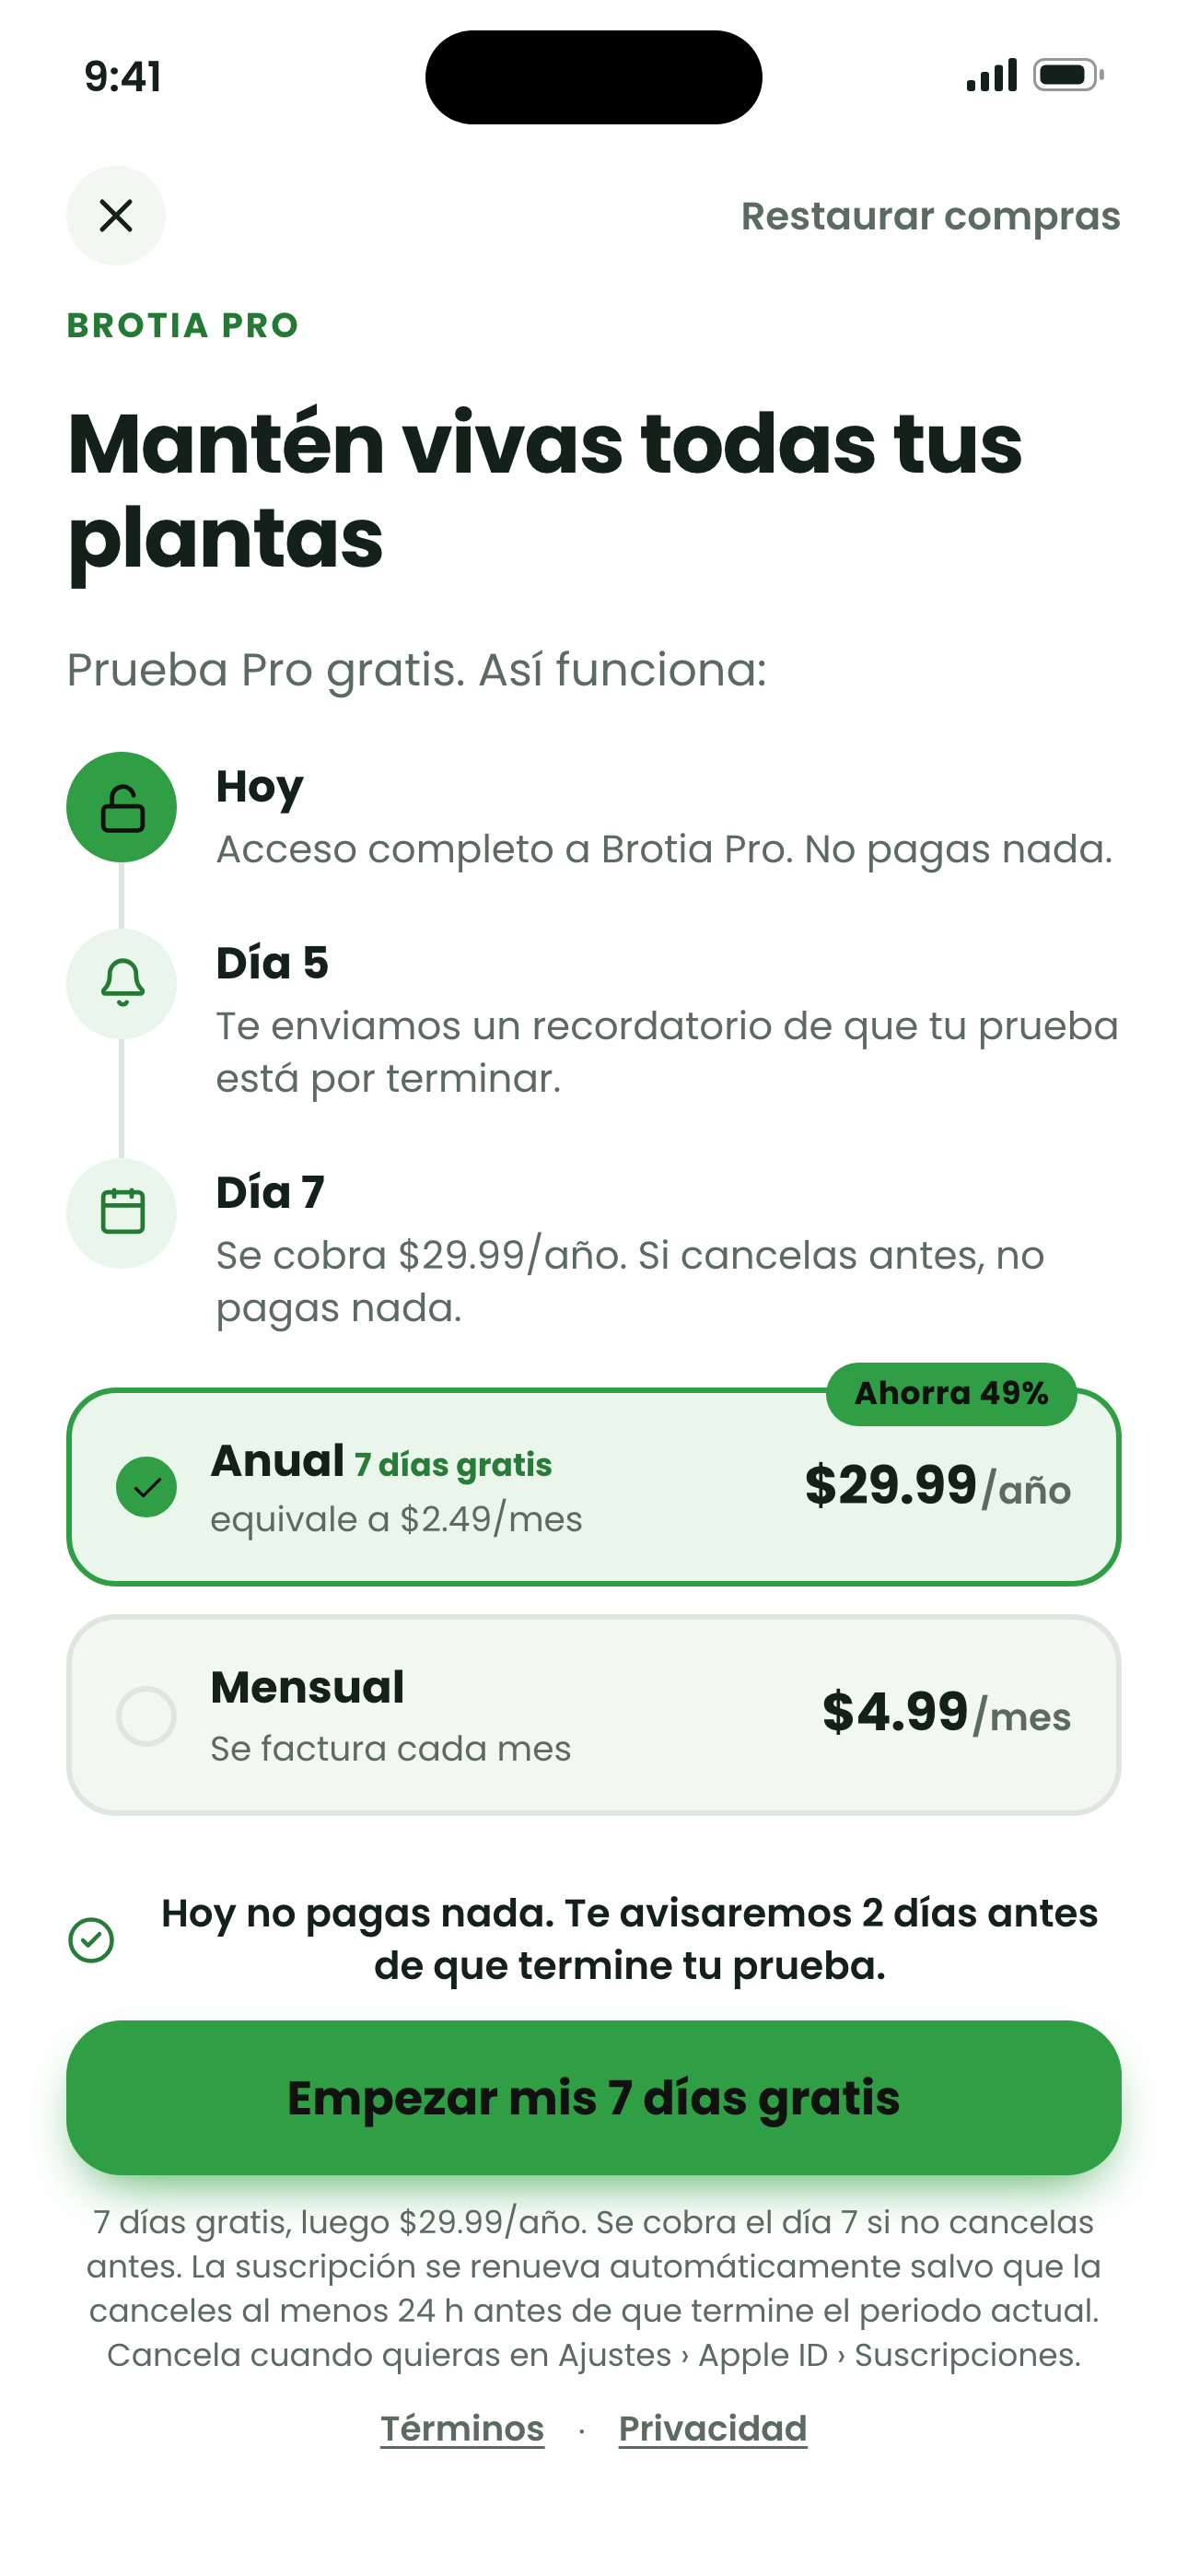 9:41
Restaurar compras
BROTIA PRO
Mantén vivas todas tus
plantas
Prueba Pro gratis. Así funciona:
Hoy
Acceso completo a Brotia Pro. No pagas nada.
Día 5
Te enviamos un recordatorio de que tu prueba
está por terminar.
Día 7
Se cobra $29.99/año. Si cancelas antes, no
pagas nada.
Ahorra 49%
Anual 7 días gratis
$29.99/año
equivale a $2.49/mes
Mensual
$4.99/mes
Se factura cada mes
Hoy no pagas nada. Te avisaremos 2 días antes
de que termine tu prueba.
Empezar mis 7 días gratis
7 días gratis, luego $29.99/año. Se cobra el día 7 si no cancelas
antes. La suscripción se renueva automáticamente salvo que la
canceles al menos 24 h antes de que termine el periodo actual.
Cancela cuando quieras en Ajustes › Apple ID › Suscripciones.
Términos · Privacidad